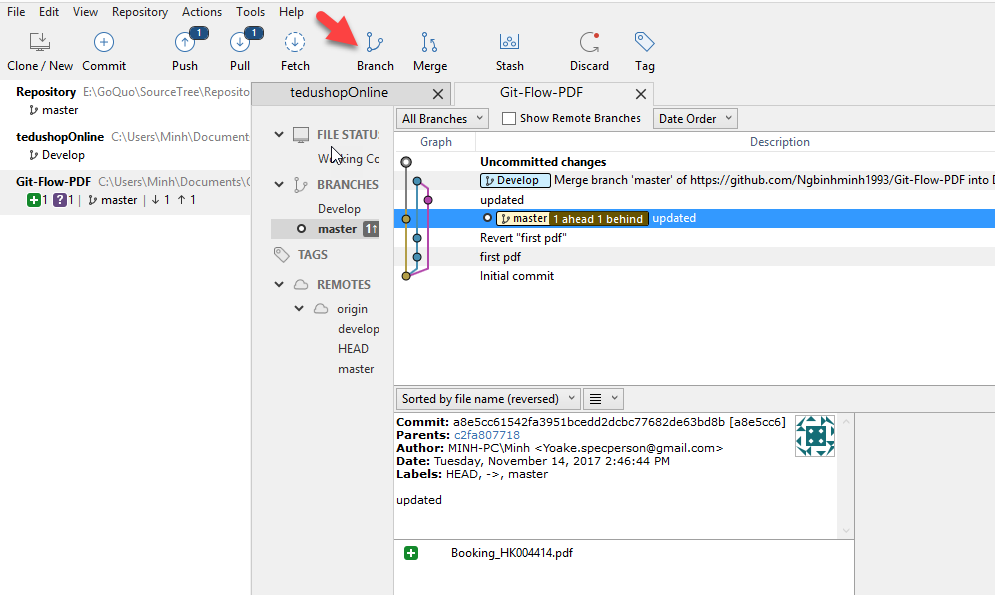 File Edit View Repository Actions Tools Help
1 1
Clone / New Commit Push Pull Fetch Branch Merge Stash Discard Tag
Repository E:\GoQuo\SourceTree\Reposito
master
tedushopOnline C:\Users\Minh\Documents
Develop
Git-Flow-PDF C:\Users\Minh\Documents\G
1 ? 1 | master | ↓ 1 ↑ 1
tedushopOnline
Git-Flow-PDF
FILE STATU
Working Co
BRANCHES
Develop
master 1↑
TAGS
REMOTES
origin
develop
HEAD
master
All Branches Show Remote Branches Date Order
Graph Description
Uncommitted changes
Develop Merge branch 'master' of https://github.com/Ngbinhminh1993/Git-Flow-PDF into D
updated
master 1 ahead 1 behind updated
Revert "first pdf"
first pdf
Initial commit
Sorted by file name (reversed)
Commit: a8e5cc61542fa3951bcedd2dcbc77682de63bd8b [a8e5cc6]
Parents: c2fa807718
Author: MINH-PC\Minh <Yoake.specperson@gmail.com>
Date: Tuesday, November 14, 2017 2:46:44 PM
Labels: HEAD, ->, master
updated
Booking_HK004414.pdf